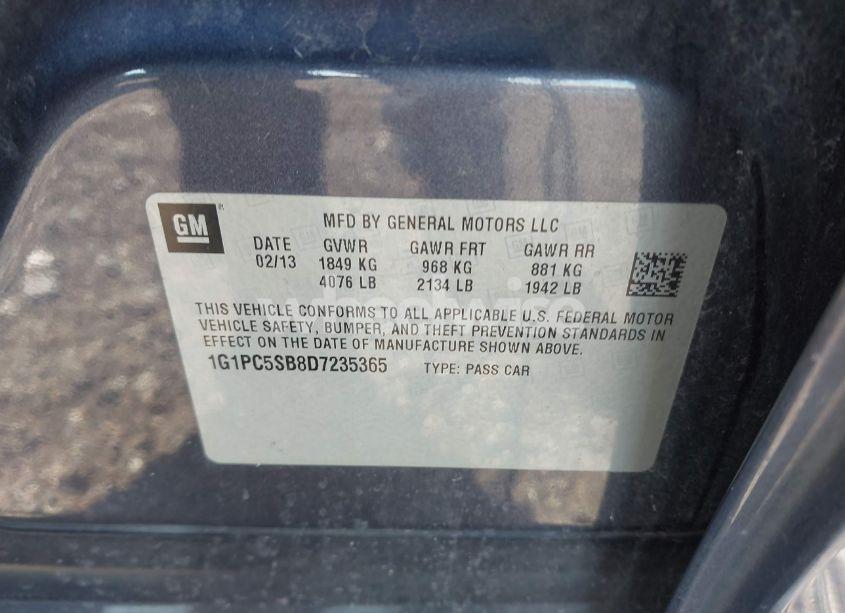 GM
MFD BY GENERAL MOTORS LLC
DATE GVWR GAWR FRT GAWR RR
02/13 1849 KG 968 KG 881 KG
4076 LB 2134 LB 1942 LB
THIS VEHICLE CONFORMS TO ALL APPLICABLE U.S. FEDERAL MOTOR
VEHICLE SAFETY, BUMPER, AND THEFT PREVENTION STANDARDS IN
EFFECT ON THE DATE OF MANUFACTURE SHOWN ABOVE.
1G1PC5SB8D7235365 TYPE: PASS CAR